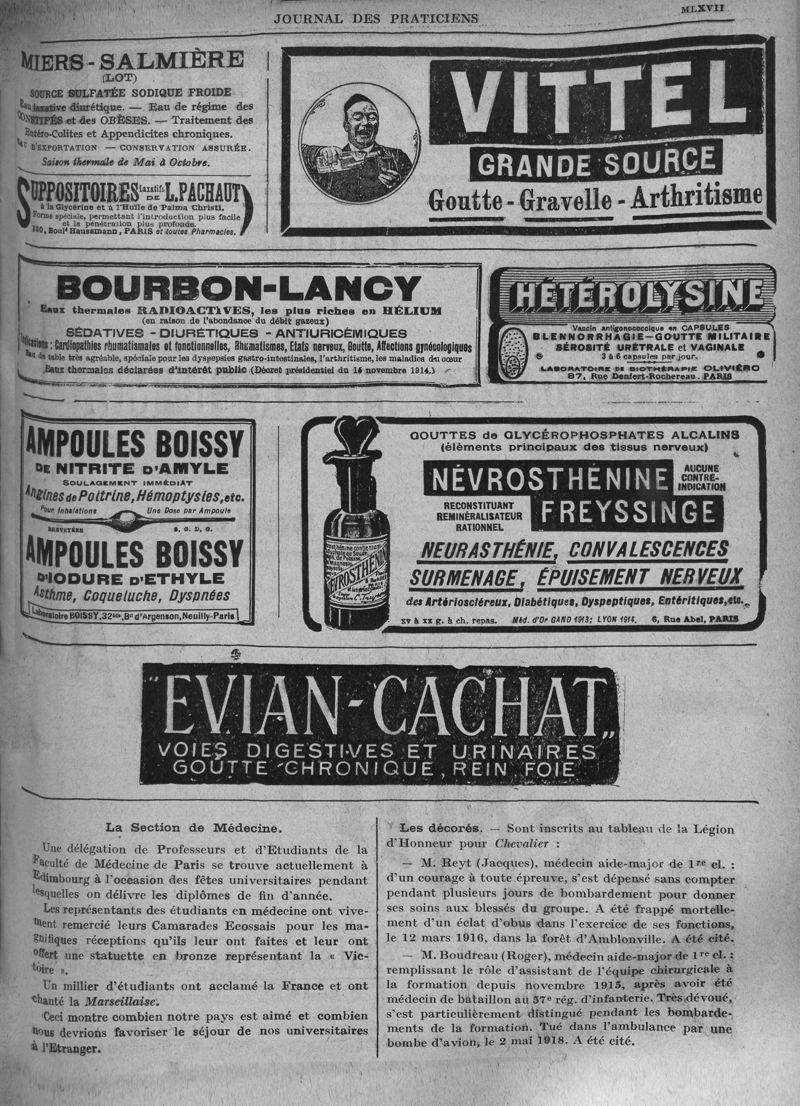 JOURNAL DES PRATICIENS
MLXVII
MIERS-SALMIÈRE
(LOT)
SOURCE SULFATÉE SODIQUE FROIDE
Eau laxative diurétique. — Eau de régime des
CONSTIPÉS et des OBÈSES. — Traitement des
Entéro-Colites et Appendicites chroniques.
D'EXPORTATION — CONSERVATION ASSURÉE.
Saison thermale de Mai à Octobre.
SUPPOSITOIRES laxatifs DE L. PACHAUT
à la Glycérine et à l'Huile de Palma Christi.
Forme spéciale, permettant l'introduction plus facile
et la pénétration plus profonde.
130, Boul^d Haussmann, PARIS et toutes Pharmacies.
VITTEL
GRANDE SOURCE
Goutte - Gravelle - Arthritisme
BOURBON-LANCY
Eaux thermales RADIOACTIVES, les plus riches en HÉLIUM
(en raison de l'abondance du débit gazeux)
SÉDATIVES - DIURÉTIQUES - ANTIURICÉMIQUES
Indications : Cardiopathies rhumatismales et fonctionnelles, Rhumatismes, Etats nerveux, Goutte, Affections gynécologiques
Eau de table très agréable, spéciale pour les dyspepsies gastro-intestinales, l'arthritisme, les maladies du cœur
Eaux thermales déclarées d'intérêt public (Décret présidentiel du 14 novembre 1914.)
HÉTÉROLYSINE
Vaccin antigonococcique en CAPSULES
BLENNORRHAGIE-GOUTTE MILITAIRE
SÉROSITÉ URÉTRALE et VAGINALE
3 à 6 capsules par jour.
LABORATOIRE DE BIOTHÉRAPIE OLIVIÉRO
87, Rue Denfert-Rochereau, PARIS
AMPOULES BOISSY
DE NITRITE D'AMYLE
SOULAGEMENT IMMÉDIAT
Angines de Poitrine, Hémoptysies, etc.
Pour Inhalations Une Dose par Ampoule
BREVETÉES S. G. D. G.
AMPOULES BOISSY
D'IODURE D'ETHYLE
Asthme, Coqueluche, Dyspnées
Laboratoire BOISSY, 32 bis, B^d d'Argenson, Neuilly-Paris
GOUTTES de GLYCÉROPHOSPHATES ALCALINS
(éléments principaux des tissus nerveux)
NÉVROSTHÉNINE
AUCUNE
CONTRE-
INDICATION
RECONSTITUANT
REMINÉRALISATEUR
RATIONNEL
FREYSSINGE
NEURASTHÉNIE, CONVALESCENCES
SURMENAGE, ÉPUISEMENT NERVEUX
des Artérioscléreux, Diabétiques, Dyspeptiques, Entéritiques, etc.
XV à XX g. à ch. repas. Méd. d'Or GAND 1913; LYON 1914. 6, Rue Abel, PARIS
"EVIAN-CACHAT„
VOIES DIGESTIVES ET URINAIRES
GOUTTE CHRONIQUE, REIN FOIE
La Section de Médecine.
Une délégation de Professeurs et d'Etudiants de la
Faculté de Médecine de Paris se trouve actuellement à
Edimbourg à l'occasion des fêtes universitaires pendant
lesquelles on délivre les diplômes de fin d'année.
Les représentants des étudiants en médecine ont vive-
ment remercié leurs Camarades Ecossais pour les ma-
gnifiques réceptions qu'ils leur ont faites et leur ont
offert une statuette en bronze représentant la « Vic-
toire ».
Un millier d'étudiants ont acclamé la France et ont
chanté la Marseillaise.
Ceci montre combien notre pays est aimé et combien
nous devrions favoriser le séjour de nos universitaires
à l'Etranger.
Les décorés. — Sont inscrits au tableau de la Légion
d'Honneur pour Chevalier :
— M. Reyt (Jacques), médecin aide-major de 1re cl. :
d'un courage à toute épreuve, s'est dépensé sans compter
pendant plusieurs jours de bombardement pour donner
ses soins aux blessés du groupe. A été frappé mortelle-
ment d'un éclat d'obus dans l'exercice de ses fonctions,
le 12 mars 1916, dans la forêt d'Amblonville. A été cité.
— M. Boudreau (Roger), médecin aide-major de 1re cl. :
remplissant le rôle d'assistant de l'équipe chirurgicale à
la formation depuis novembre 1915, après avoir été
médecin de bataillon au 57e rég. d'infanterie. Très dévoué,
s'est particulièrement distingué pendant les bombarde-
ments de la formation. Tué dans l'ambulance par une
bombe d'avion, le 2 mai 1918. A été cité.